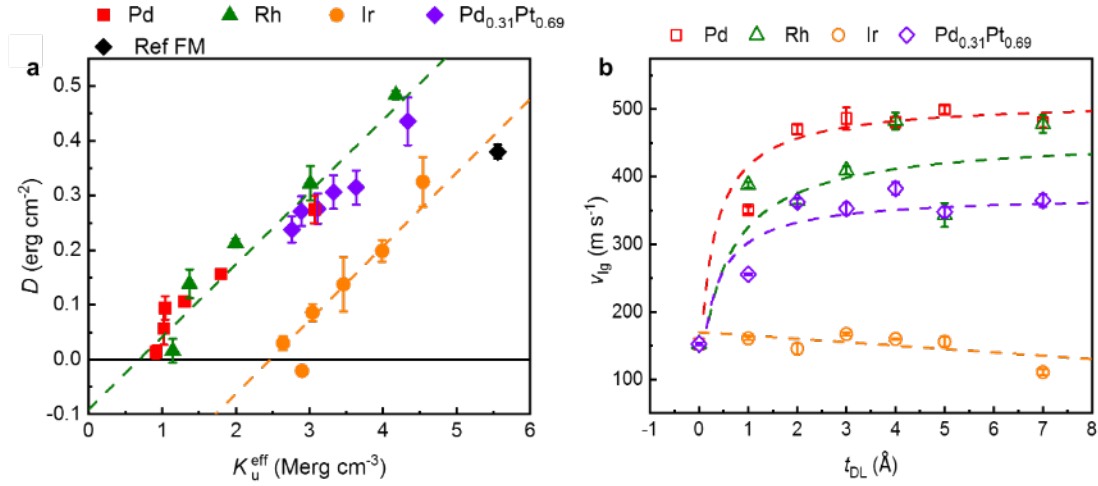 Pd Rh Ir Pd0.31Pt0.69
Ref FM
a
0.5
0.4
0.3
0.2
0.1
0.0
-0.1
D (erg cm-2)
0 1 2 3 4 5 6
Kueff (Merg cm-3)
Pd Rh Ir Pd0.31Pt0.69
b
500
400
300
200
100
vlg (m s-1)
-1 0 1 2 3 4 5 6 7 8
tDL (Å)